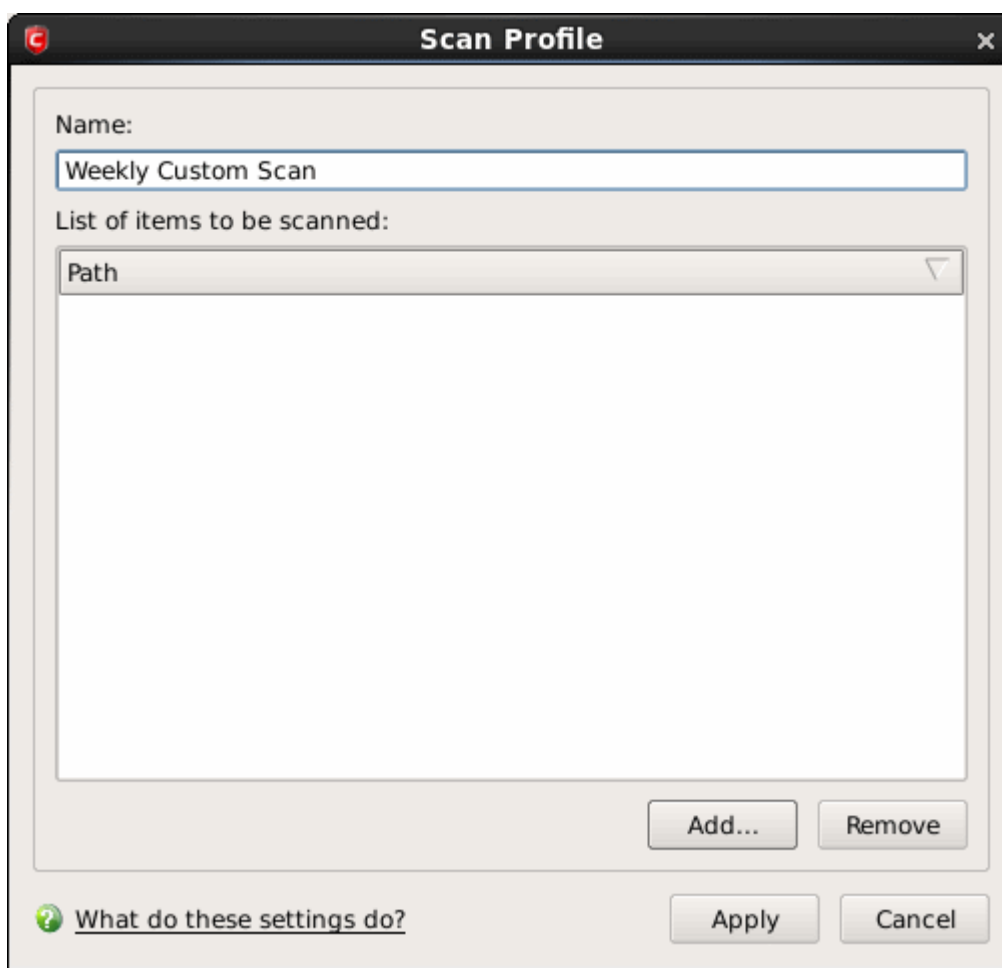 Scan Profile
Name:
Weekly Custom Scan
List of items to be scanned:
Path
Add...
Remove
What do these settings do?
Apply
Cancel